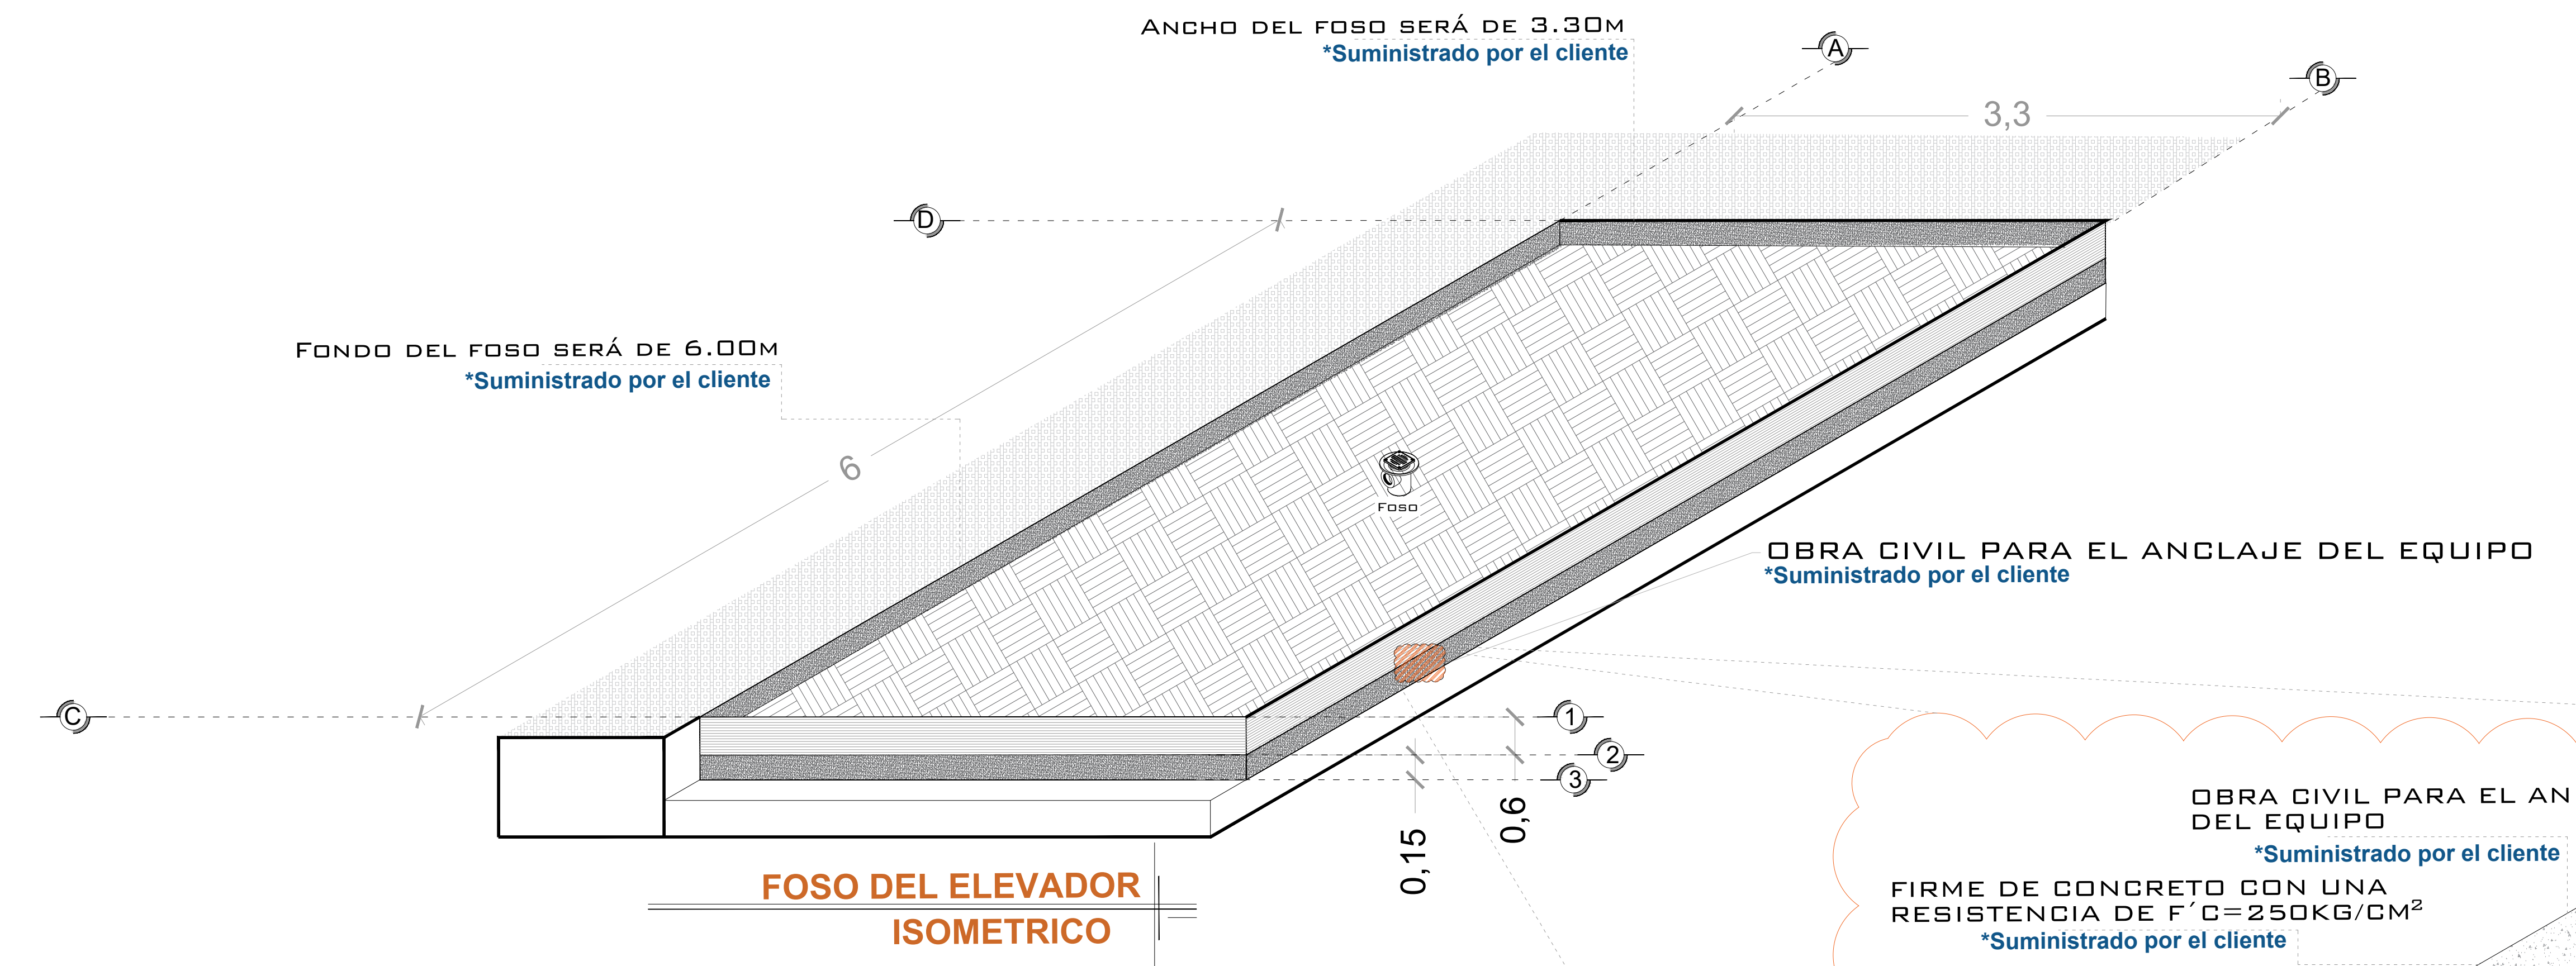 ANCHO DEL FOSO SERÁ DE 3.30M
*Suministrado por el cliente
A
B
3,3
D
FONDO DEL FOSO SERÁ DE 6.00M
*Suministrado por el cliente
6
FOSO
OBRA CIVIL PARA EL ANCLAJE DEL EQUIPO
*Suministrado por el cliente
C
1
2
3
0,15
0,6
FOSO DEL ELEVADOR
ISOMETRICO
OBRA CIVIL PARA EL AN
DEL EQUIPO
*Suministrado por el cliente
FIRME DE CONCRETO CON UNA
RESISTENCIA DE F´C=250KG/CM²
*Suministrado por el cliente